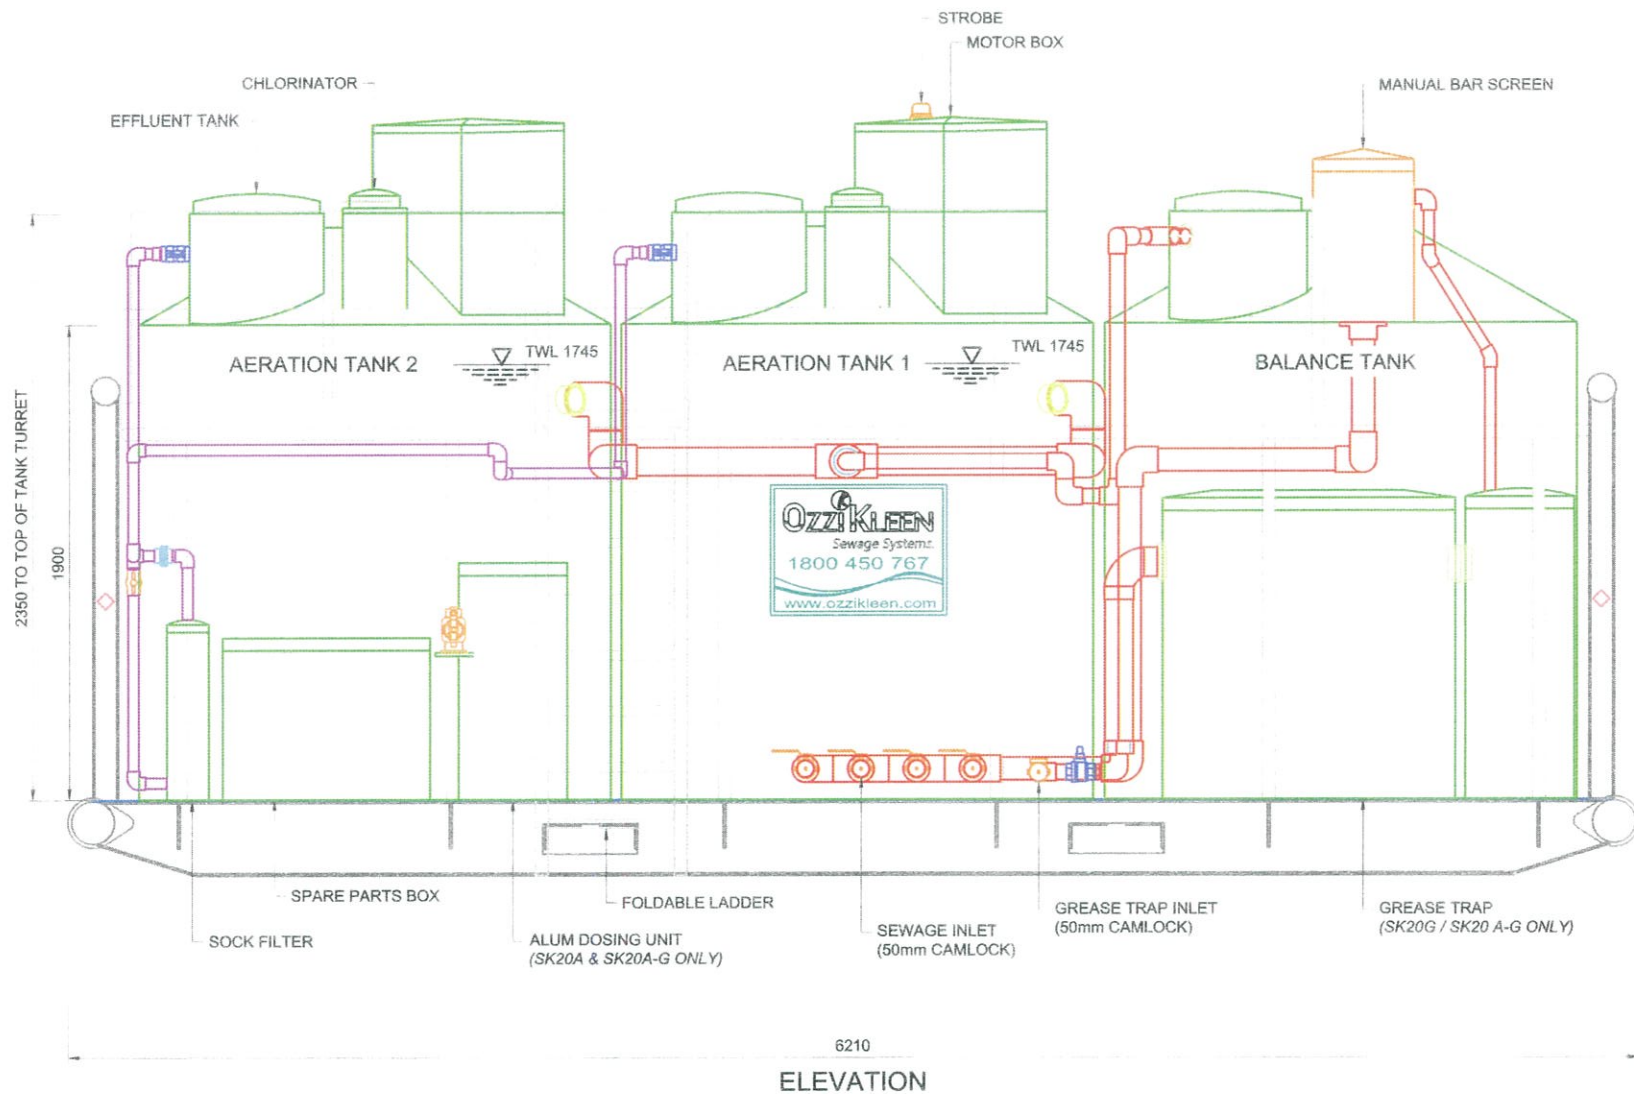 STROBE
MOTOR BOX
CHLORINATOR
MANUAL BAR SCREEN
EFFLUENT TANK
AERATION TANK 2
TWL 1745
AERATION TANK 1
TWL 1745
BALANCE TANK
2350 TO TOP OF TANK TURRET
1900
OZZI KLEEN
Sewage Systems.
1800 450 767
www.ozzikleen.com
SPARE PARTS BOX
FOLDABLE LADDER
SOCK FILTER
ALUM DOSING UNIT
(SK20A & SK20A-G ONLY)
SEWAGE INLET
(50mm CAMLOCK)
GREASE TRAP INLET
(50mm CAMLOCK)
GREASE TRAP
(SK20G / SK20 A-G ONLY)
6210
ELEVATION